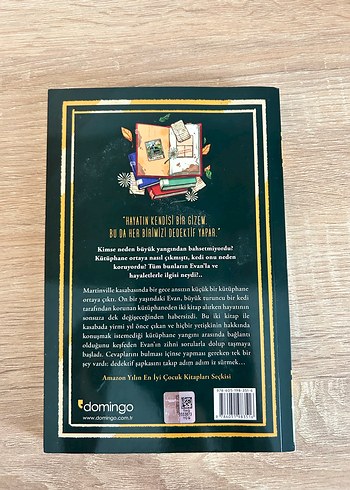 "HAYATIN KENDİSİ BİR GİZEM,
BU DA HER BİRİMİZİ DEDEKTİF YAPAR."
Kimse neden büyük yangından bahsetmiyordu?
Kütüphane ortaya nasıl çıkmıştı, kedi onu neden
koruyordu? Tüm bunların Evan'la ve
hayaletlerle ilgisi neydi?..
Martinville kasabasında bir gece ansızın küçük bir kütüphane
ortaya çıktı. On bir yaşındaki Evan, büyük turuncu bir kedi
tarafından korunan kütüphaneden iki kitap alırken hayatının
sonsuza dek değişeceğinden habersizdi. Bu iki kitap ile
kasabada yirmi yıl önce çıkan ve hiçbir yetişkinin hakkında
konuşmak istemediği kütüphane yangını arasında bağlantı
olduğunu keşfeden Evan'ın zihni sorularla dolup taşmaya
başladı. Cevaplarını bulması içinse yapması gereken tek bir
şey vardı: dedektif şapkasını takıp adım adım iz sürmek...
Amazon Yılın En İyi Çocuk Kitapları Seçkisi
domingo
www.domingo.com.tr